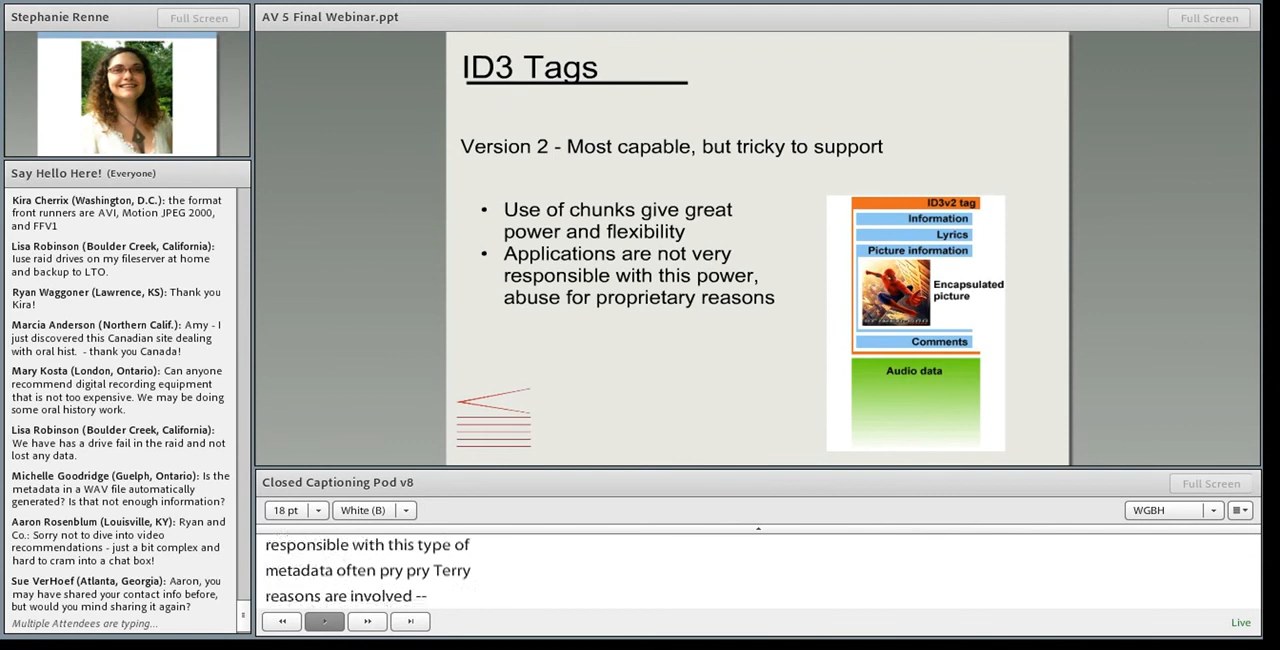 Stephanie Renne
Full Screen
Say Hello Here! (Everyone)
Kira Cherrix (Washington, D.C.): the format
front runners are AVI, Motion JPEG 2000,
and FFV1
Lisa Robinson (Boulder Creek, California):
Iuse raid drives on my fileserver at home
and backup to LTO.
Ryan Waggoner (Lawrence, KS): Thank you
Kira!
Marcia Anderson (Northern Calif.): Amy - I
just discovered this Canadian site dealing
with oral hist. - thank you Canada!
Mary Kosta (London, Ontario): Can anyone
recommend digital recording equipment
that is not too expensive. We may be doing
some oral history work.
Lisa Robinson (Boulder Creek, California):
We have has a drive fail in the raid and not
lost any data.
Michelle Goodridge (Guelph, Ontario): Is the
metadata in a WAV file automatically
generated? Is that not enough information?
Aaron Rosenblum (Louisville, KY): Ryan and
Co.: Sorry not to dive into video
recommendations - just a bit complex and
hard to cram into a chat box!
Sue VerHoef (Atlanta, Georgia): Aaron, you
may have shared your contact info before,
but would you mind sharing it again?
Multiple Attendees are typing...
AV 5 Final Webinar.ppt
Full Screen
ID3 Tags
Version 2 - Most capable, but tricky to support
• Use of chunks give great
power and flexibility
• Applications are not very
responsible with this power,
abuse for proprietary reasons
ID3v2 tag
Information
Lyrics
Picture information
Encapsulated
picture
Comments
Audio data
Closed Captioning Pod v8
Full Screen
18 pt
White (B)
WGBH
responsible with this type of
metadata often pry pry Terry
reasons are involved --
Live